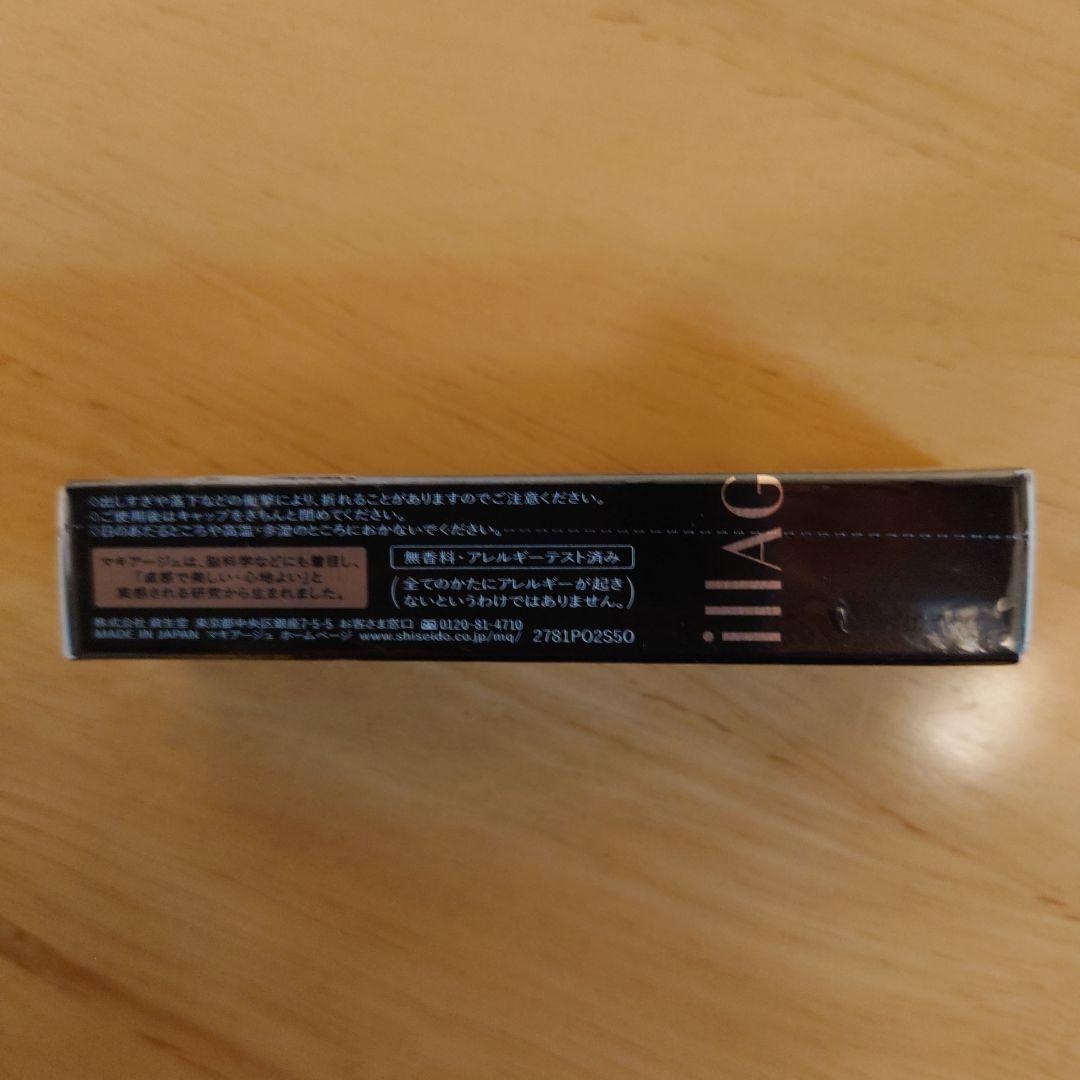 ◇出しすぎや落下などの衝撃により、折れることがありますのでご注意ください。
◇ご使用後はキャップをきちんと閉めてください。
◇日のあたるところや高温・多湿のところにおかないでください。
マキアージュは、脳科学などにも着目し、
「直感で美しい・心地よい」と
実感される研究から生まれました。
無香料・アレルギーテスト済み
(全てのかたにアレルギーが起き
ないというわけではありません。)
株式会社 資生堂 東京都中央区銀座7-5-5 お客さま窓口 0120-81-4710
MADE IN JAPAN マキアージュ ホームページ www.shiseido.co.jp/mq/ 2781P02S50
illAG